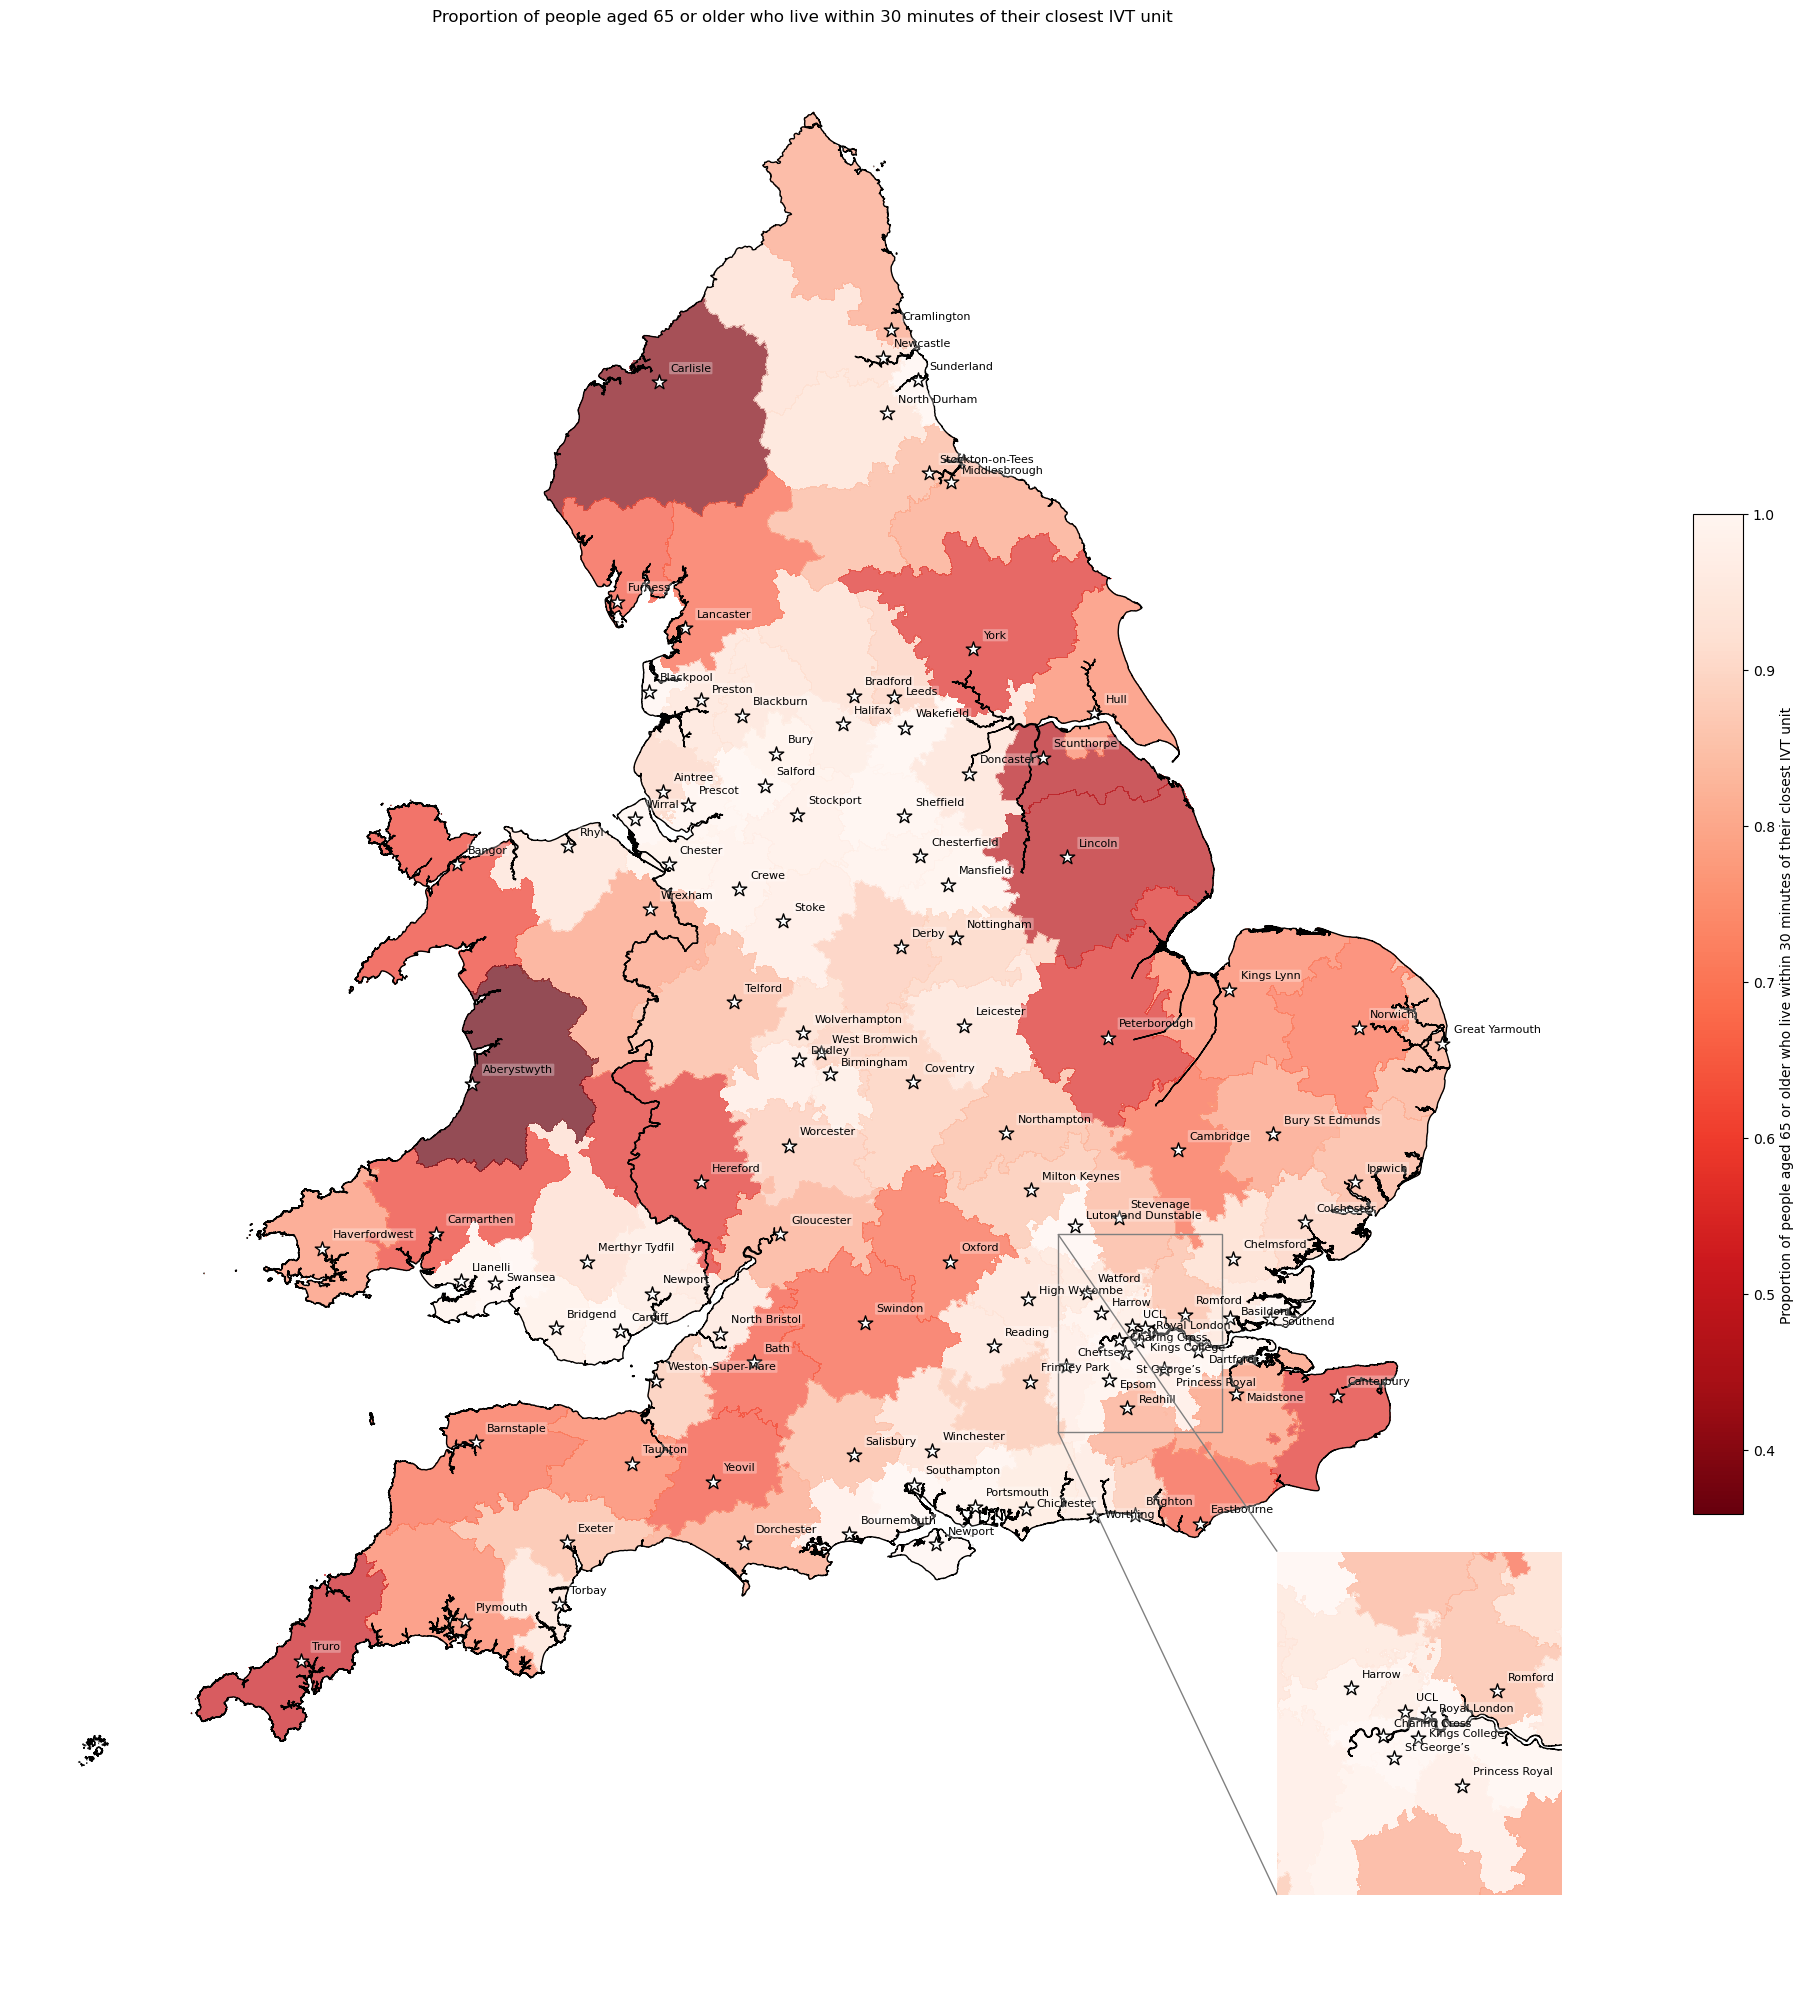 Proportion of people aged 65 or older who live within 30 minutes of their closest IVT unit
Cramlington
Newcastle
Sunderland
Carlisle
North Durham
Stockton-on-Tees
Middlesbrough
Furness
Lancaster
York
Blackpool
Bradford
Preston
Leeds
Blackburn
Hull
Halifax
Wakefield
Bury
Scunthorpe
Doncaster
Salford
Aintree
Prescot
Wirral
Stockport
Sheffield
Rhyl
Bangor
Chester
Chesterfield
Lincoln
Crewe
Mansfield
Wrexham
Stoke
Nottingham
Derby
Kings Lynn
Telford
Leicester
Norwich
Great Yarmouth
Wolverhampton
Peterborough
West Bromwich
Dudley
Birmingham
Aberystwyth
Coventry
Northampton
Bury St Edmunds
Worcester
Cambridge
Hereford
Ipswich
Milton Keynes
Stevenage
Colchester
Luton and Dunstable
Carmarthen
Gloucester
Haverfordwest
Merthyr Tydfil
Oxford
Chelmsford
Llanelli
Swansea
Newport
Watford
High Wycombe
Harrow
Romford
Swindon
Basildon
Bridgend
Cardiff
North Bristol
UCL
Royal London
Southend
Charing Cross
Reading
Kings College
Bath
Chertsey
Dartford
Weston-Super-Mare
Frimley Park
St George’s
Princess Royal
Epsom
Canterbury
Redhill
Maidstone
Barnstaple
Taunton
Salisbury
Winchester
Yeovil
Southampton
Portsmouth
Chichester
Brighton
Worthing
Eastbourne
Exeter
Dorchester
Bournemouth
Newport
Torbay
Plymouth
Truro
Harrow
Romford
UCL
Royal London
Charing Cross
Kings College
St George’s
Princess Royal
1.0
0.9
0.8
0.7
0.6
0.5
0.4
Proportion of people aged 65 or older who live within 30 minutes of their closest IVT unit